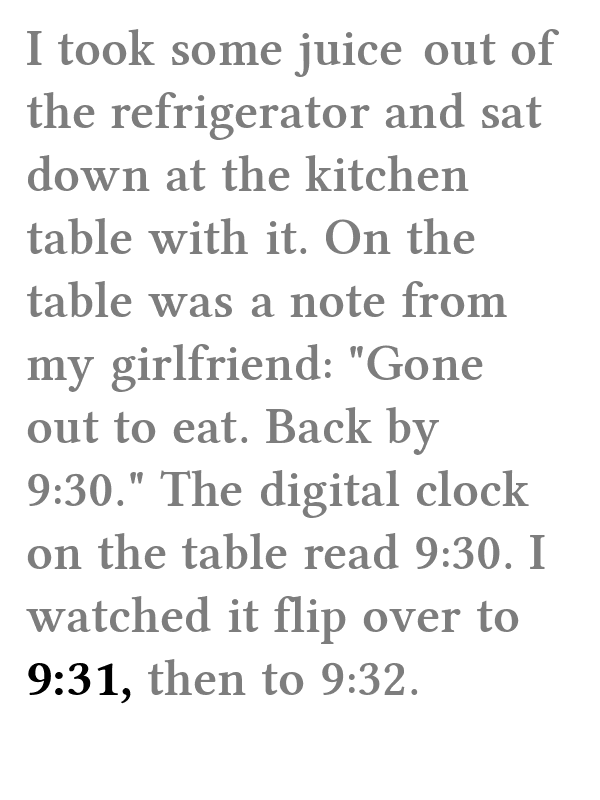 I took some juice out of
the refrigerator and sat
down at the kitchen
table with it. On the
table was a note from
my girlfriend: "Gone
out to eat. Back by
9:30." The digital clock
on the table read 9:30. I
watched it flip over to
9:31, then to 9:32.